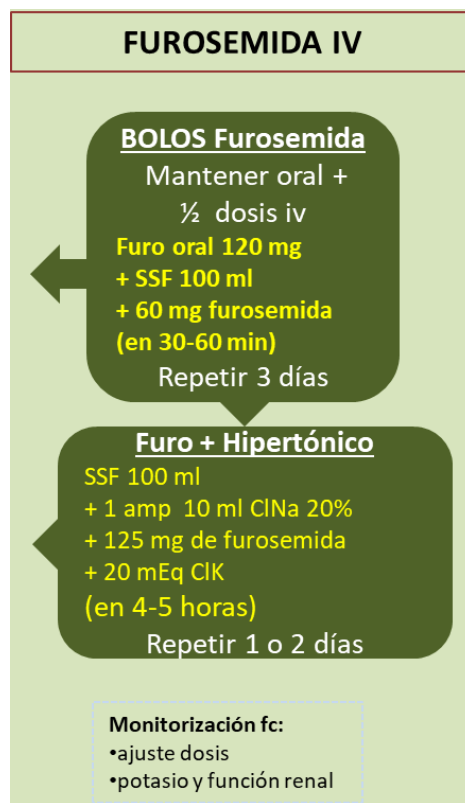 FUROSEMIDA IV
BOLOS Furosemida
Mantener oral +
½ dosis iv
Furo oral 120 mg
+ SSF 100 ml
+ 60 mg furosemida
(en 30-60 min)
Repetir 3 días
Furo + Hipertónico
SSF 100 ml
+ 1 amp 10 ml ClNa 20%
+ 125 mg de furosemida
+ 20 mEq ClK
(en 4-5 horas)
Repetir 1 o 2 días
Monitorización fc:
•ajuste dosis
•potasio y función renal